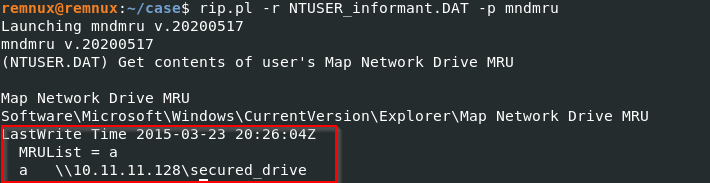 remnux@remnux:~/case$ rip.pl -r NTUSER_informant.DAT -p mndmru
Launching mndmru v.20200517
mndmru v.20200517
(NTUSER.DAT) Get contents of user's Map Network Drive MRU

Map Network Drive MRU
Software\Microsoft\Windows\CurrentVersion\Explorer\Map Network Drive MRU
LastWrite Time 2015-03-23 20:26:04Z
  MRUList = a
  a   \\10.11.11.128\secured_drive